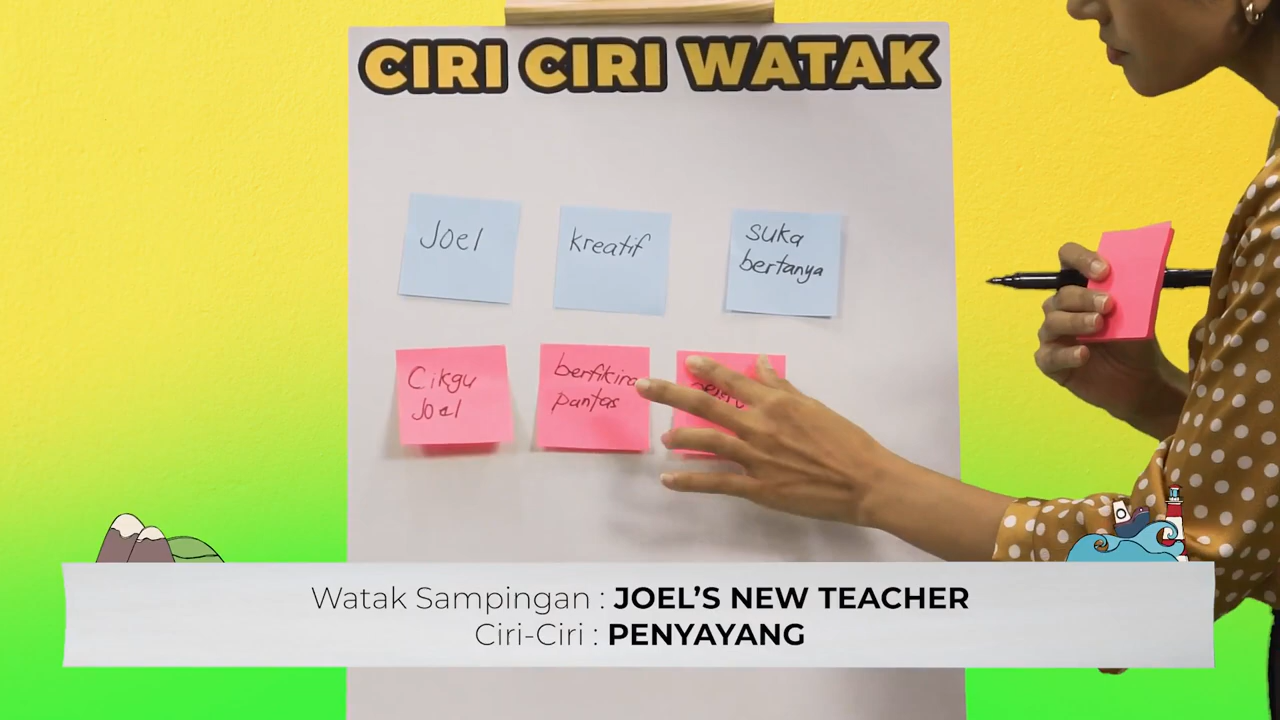 CIRI CIRI WATAK
Joel
kreatif
suka
bertanya
Cikgu
Joel
berfikiran
pantas
Watak Sampingan : JOEL'S NEW TEACHER
Ciri-Ciri : PENYAYANG